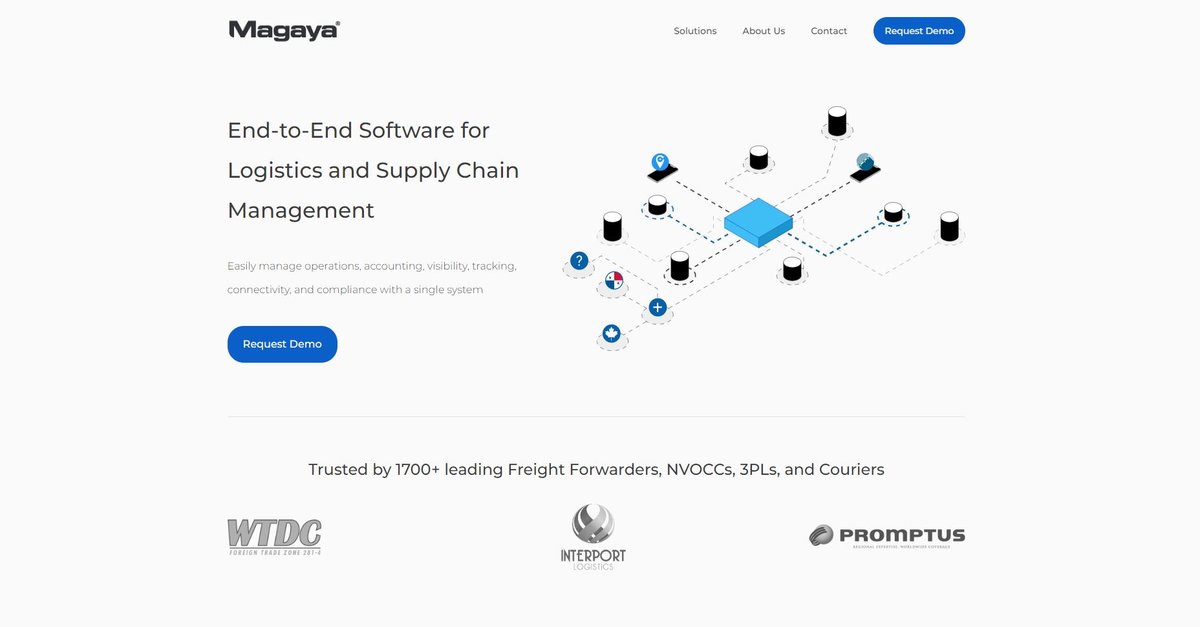 Magaya®
Solutions
About Us
Contact
Request Demo
End-to-End Software for
Logistics and Supply Chain
Management
Easily manage operations, accounting, visibility, tracking,
connectivity, and compliance with a single system
Request Demo
?
+
Trusted by 1700+ leading Freight Forwarders, NVOCCs, 3PLs, and Couriers
WTDC
FOREIGN TRADE ZONE 281-4
INTERPORT
LOGISTICS
PROMPTUS
REGIONAL EXPERTISE. WORLDWIDE COVERAGE.